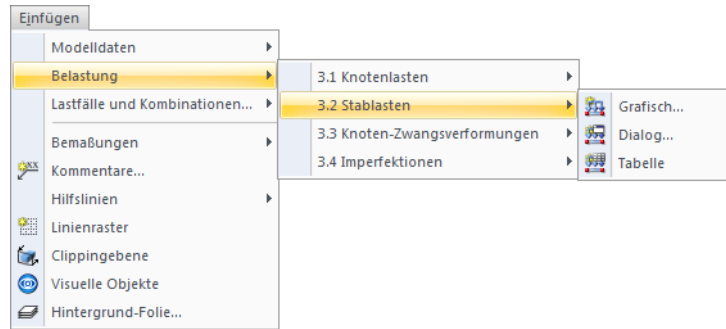 Einfügen
Modelldaten
Belastung
Lastfälle und Kombinationen...
Bemaßungen
Kommentare...
Hilfslinien
Linienraster
Clippingebene
Visuelle Objekte
Hintergrund-Folie...
3.1 Knotenlasten
3.2 Stablasten
3.3 Knoten-Zwangsverformungen
3.4 Imperfektionen
Grafisch...
Dialog...
Tabelle